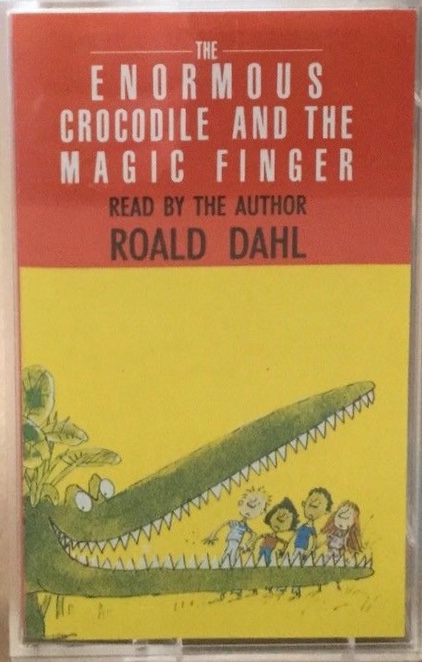 THE
ENORMOUS
CROCODILE AND THE
MAGIC FINGER
READ BY THE AUTHOR
ROALD DAHL